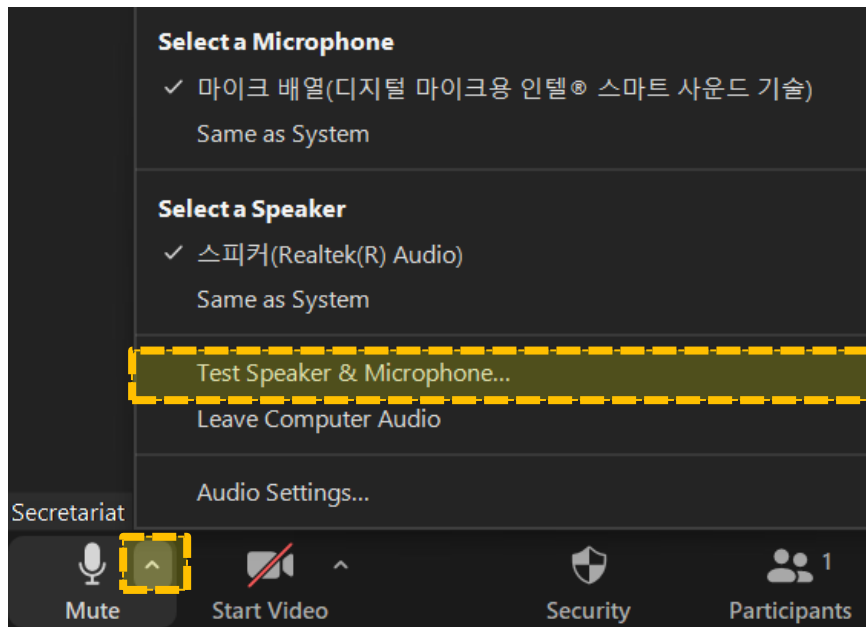 Select a Microphone
✓ 마이크 배열(디지털 마이크용 인텔® 스마트 사운드 기술)
Same as System
Select a Speaker
✓ 스피커(Realtek(R) Audio)
Same as System
Test Speaker & Microphone...
Leave Computer Audio
Audio Settings...
Secretariat
1
Mute
Start Video
Security
Participants